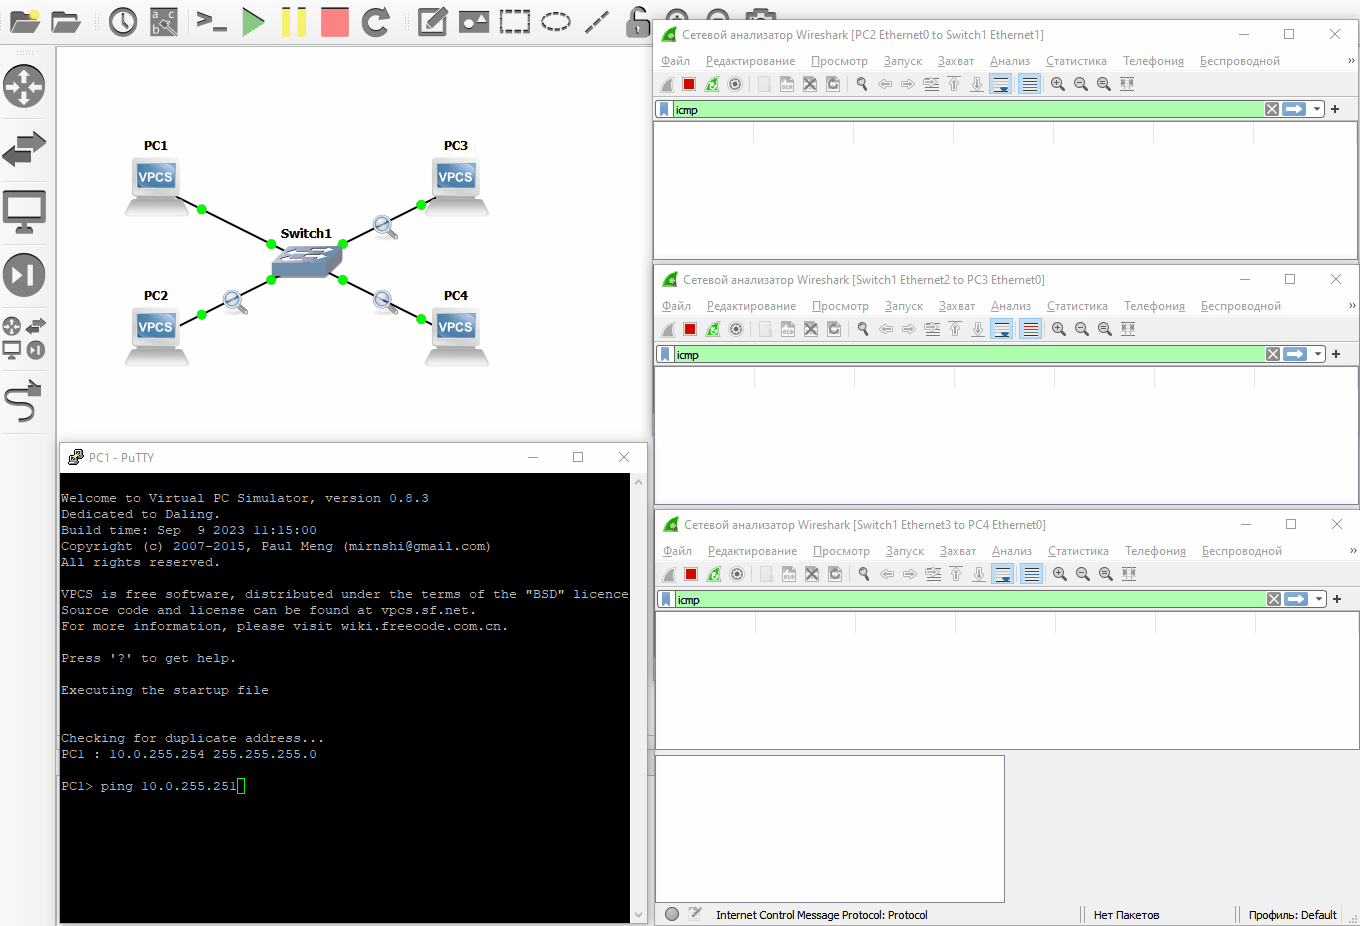 PC1
VPCS
PC3
VPCS
Switch1
PC2
VPCS
PC4
VPCS
PC1 - PuTTY
Welcome to Virtual PC Simulator, version 0.8.3
Dedicated to Daling.
Build time: Sep  9 2023 11:15:00
Copyright (c) 2007-2015, Paul Meng (mirnshi@gmail.com)
All rights reserved.
VPCS is free software, distributed under the terms of the "BSD" licence
Source code and license can be found at vpcs.sf.net.
For more information, please visit wiki.freecode.com.cn.
Press '?' to get help.
Executing the startup file
Checking for duplicate address...
PC1 : 10.0.255.254 255.255.255.0
PC1> ping 10.0.255.251
Сетевой анализатор Wireshark [PC2 Ethernet0 to Switch1 Ethernet1]
Файл Редактирование Просмотр Запуск Захват Анализ Статистика Телефония Беспроводной »
icmp
Сетевой анализатор Wireshark [Switch1 Ethernet2 to PC3 Ethernet0]
Файл Редактирование Просмотр Запуск Захват Анализ Статистика Телефония Беспроводной »
icmp
Сетевой анализатор Wireshark [Switch1 Ethernet3 to PC4 Ethernet0]
Файл Редактирование Просмотр Запуск Захват Анализ Статистика Телефония Беспроводной »
icmp
Internet Control Message Protocol: Protocol
Нет Пакетов
Профиль: Default